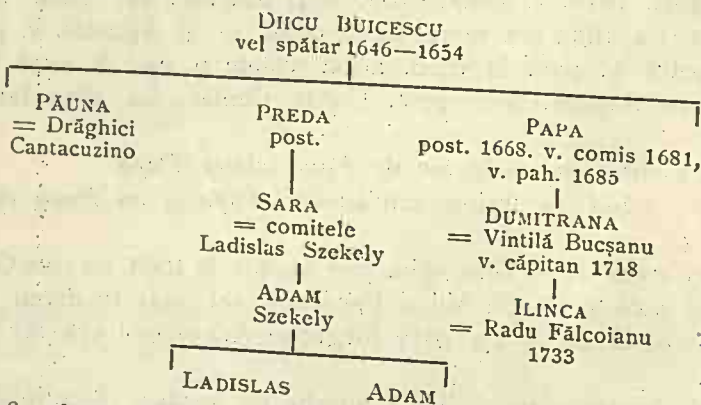 DIICU BUICESCU
vel spătar 1646—1654
PĂUNA
= Drăghici
Cantacuzino
PREDA
post.
SARA
= comitele
Ladislas Szekely
ADAM
Szekely
LADISLAS ADAM
PAPA
post. 1668. v. comis 1681,
v. pah. 1685
DUMITRANA
= Vintilă Bucșanu
v. căpitan 1718
ILINCA
= Radu Fălcoianu
1733